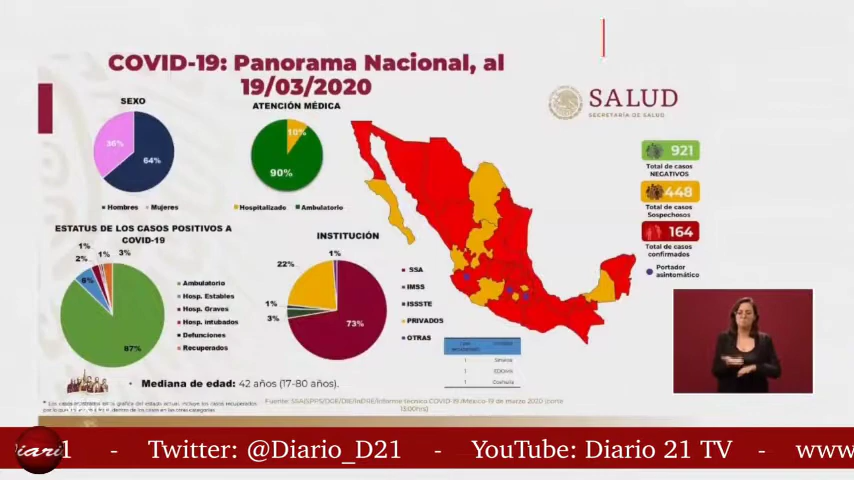 COVID-19: Panorama Nacional, al
19/03/2020
SEXO
36%
64%
Hombres
Mujeres
ATENCIÓN MÉDICA
10%
90%
Hospitalizado
Ambulatorio
SALUD
SECRETARÍA DE SALUD
921
Total de casos
NEGATIVOS
448
Total de casos
Sospechosos
164
Total de casos
confirmados
Portador
asintomático
ESTATUS DE LOS CASOS POSITIVOS A
COVID-19
1%
2%
1%
3%
6%
87%
Ambulatorio
Hosp. Estables
Hosp. Graves
Hosp. intubados
Defunciones
Recuperados
INSTITUCIÓN
1%
22%
1%
3%
73%
SSA
IMSS
ISSSTE
PRIVADOS
OTRAS
1 Sinaloa
1
1 Coahuila
• Mediana de edad: 42 años (17-80 años).
1 - Twitter: @Diario_D21 - YouTube: Diario 21 TV - www